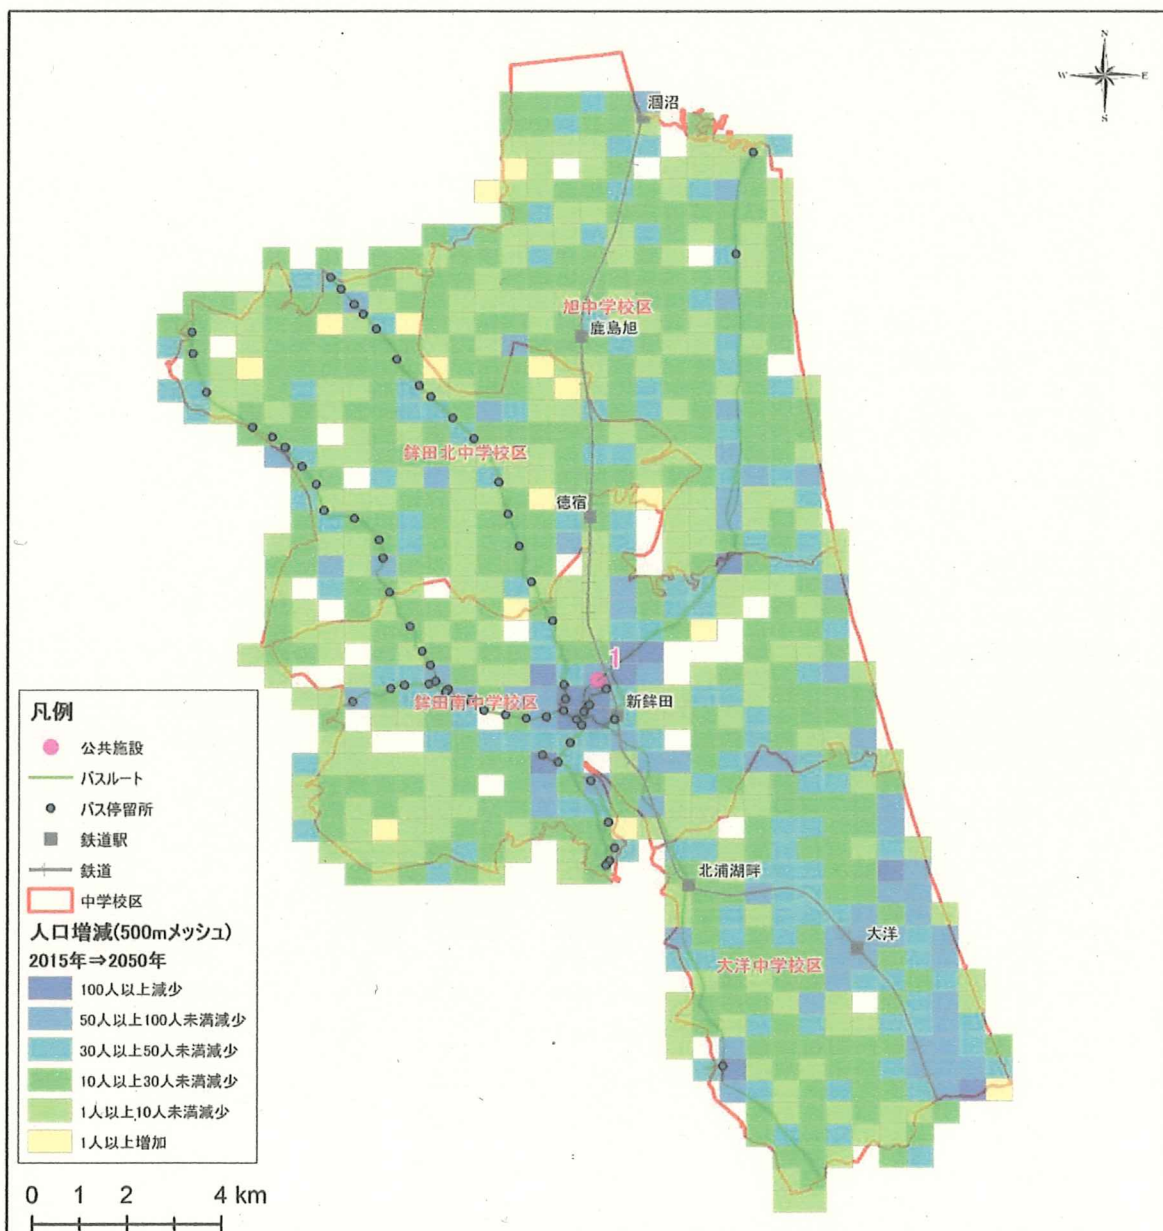 N
W E
S
涸沼
旭中学校区
鹿島旭
鉾田北中学校区
徳宿
1
鉾田南中学校区
新鉾田
北浦湖畔
大洋
大洋中学校区
凡例
公共施設
バスルート
バス停留所
鉄道駅
鉄道
中学校区
人口増減(500mメッシュ)
2015年⇒2050年
100人以上減少
50人以上100人未満減少
30人以上50人未満減少
10人以上30人未満減少
1人以上10人未満減少
1人以上増加
0 1 2 4 km